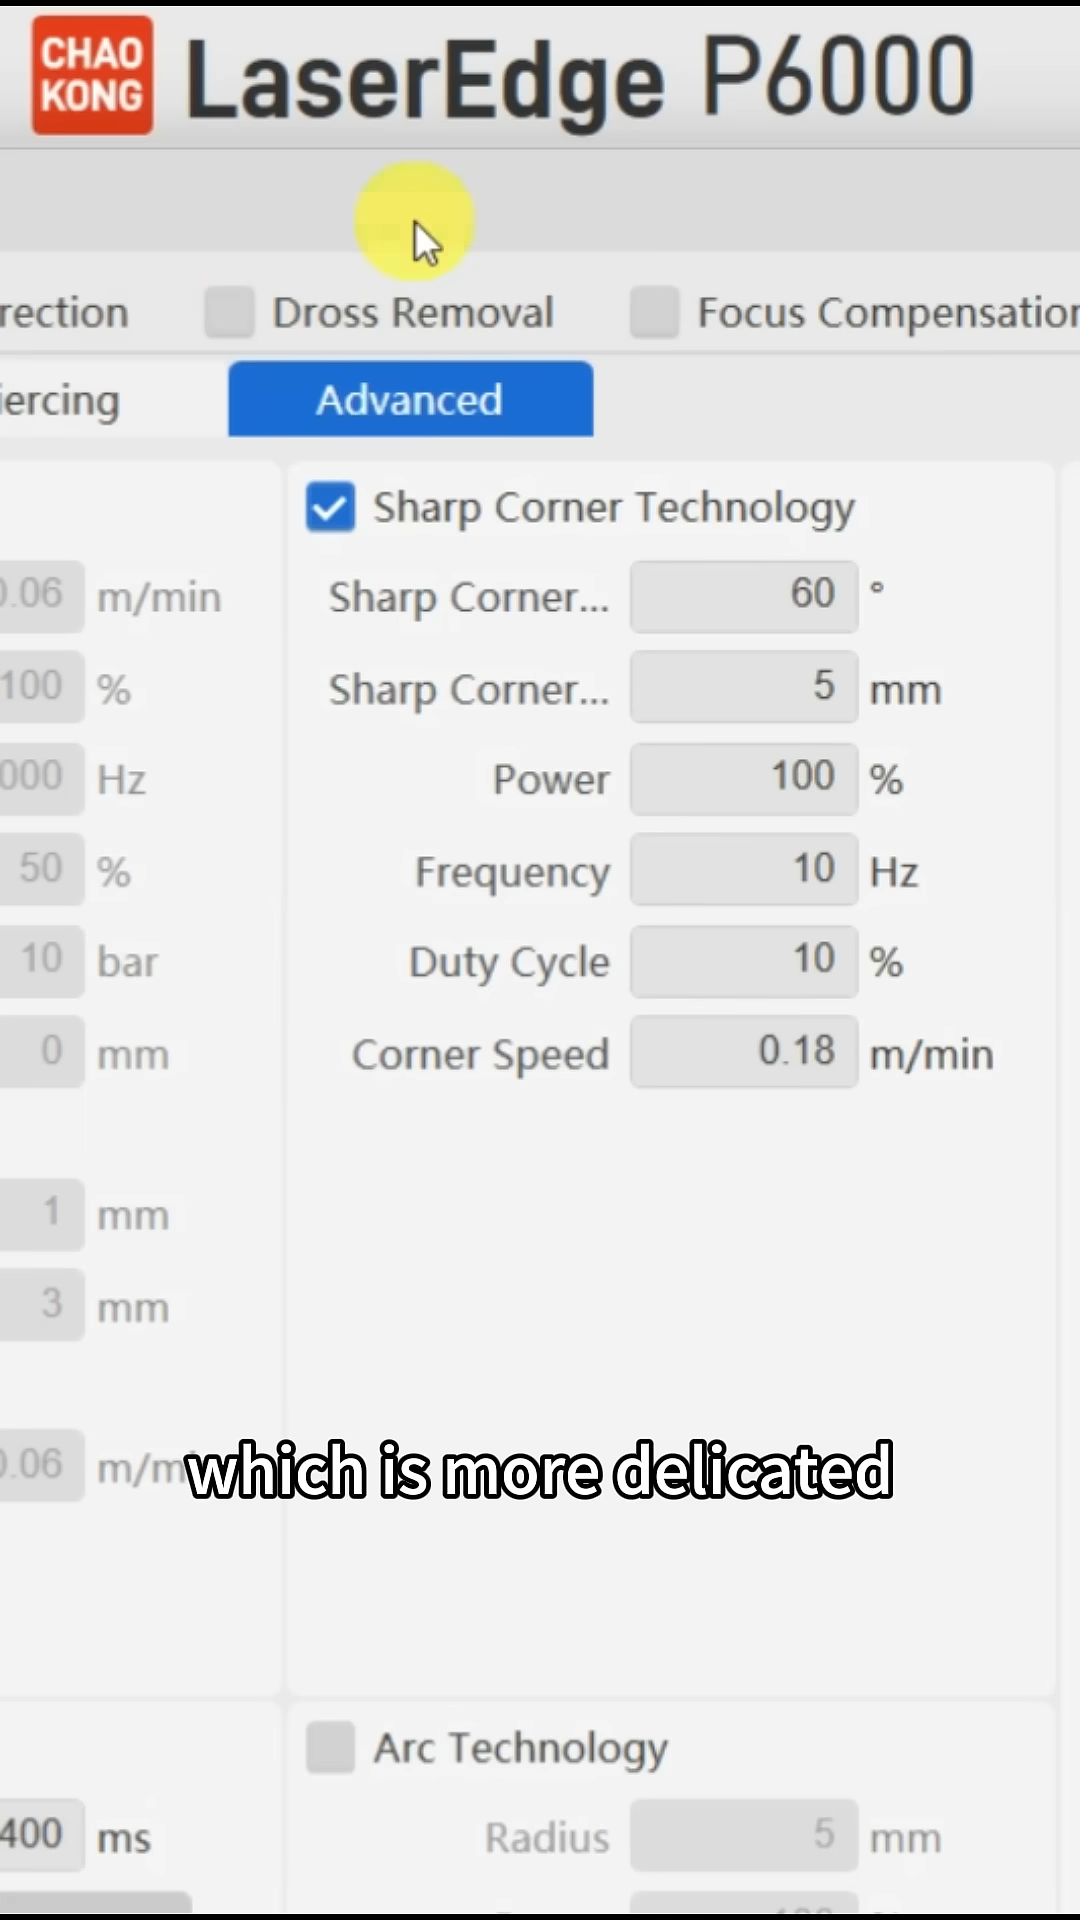 CHAO
KONG
LaserEdge P6000
rection
Dross Removal
Focus Compensation
iercing
Advanced
Sharp Corner Technology
0.06 m/min
Sharp Corner... 60 °
100 %
Sharp Corner... 5 mm
000 Hz
Power 100 %
50 %
Frequency 10 Hz
10 bar
Duty Cycle 10 %
0 mm
Corner Speed 0.18 m/min
1 mm
3 mm
0.06 m/m
which is more delicated
Arc Technology
400 ms
Radius 5 mm